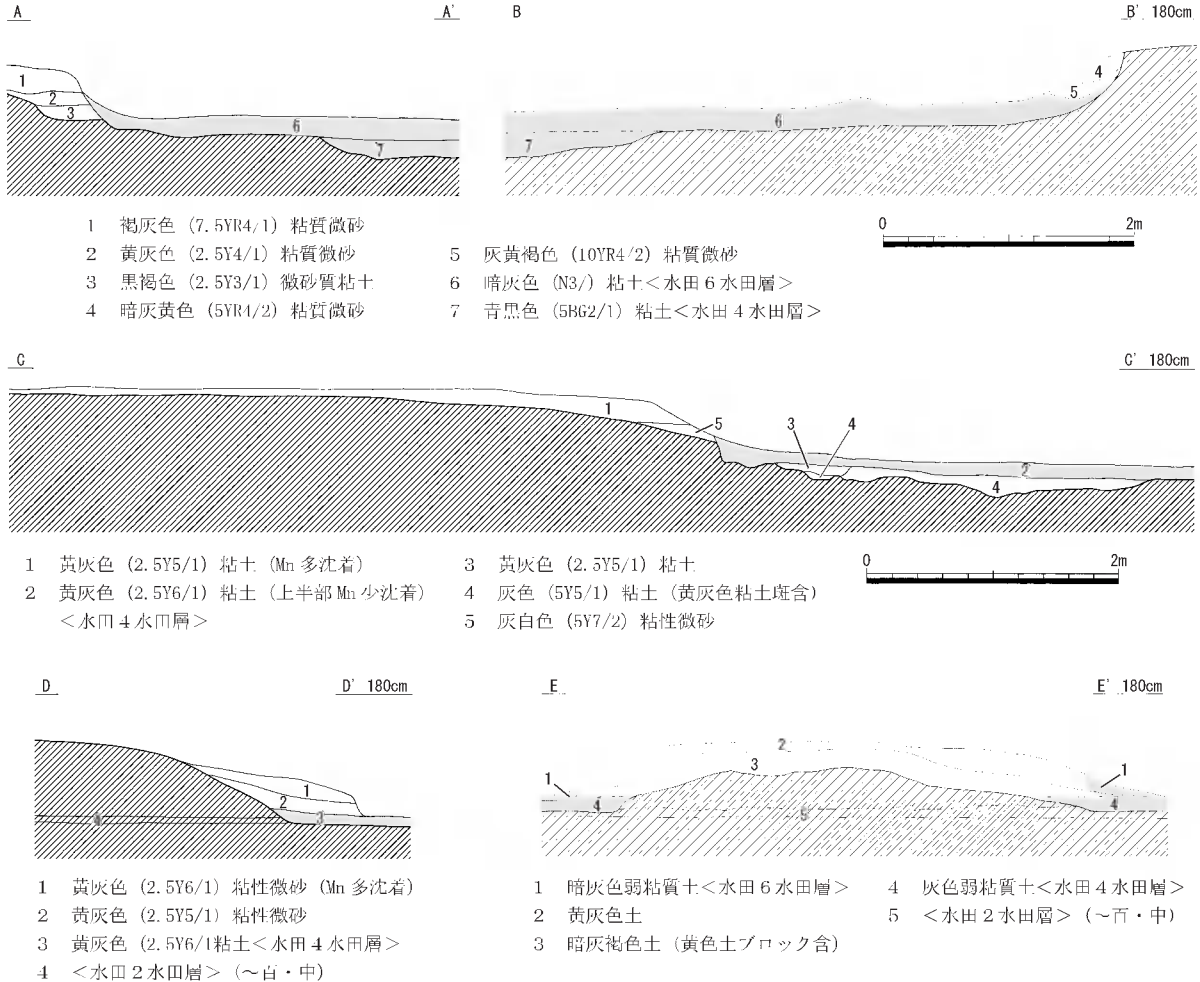 A A' B B' 180cm
1 2 3 6 7
7 6 5 4
0 2m
1 褐灰色（7.5YR4/1）粘質微砂
2 黄灰色（2.5Y4/1）粘質微砂
3 黒褐色（2.5Y3/1）微砂質粘土
4 暗灰黄色（5YR4/2）粘質微砂
5 灰黄褐色（10YR4/2）粘質微砂
6 暗灰色（N3/）粘土＜水田６水田層＞
7 青黒色（5BG2/1）粘土＜水田４水田層＞
C C' 180cm
1 5 3 4 2 4
1 黄灰色（2.5Y5/1）粘土（Mn多沈着）
2 黄灰色（2.5Y6/1）粘土（上半部Mn少沈着）
＜水田４水田層＞
3 黄灰色（2.5Y5/1）粘土
4 灰色（5Y5/1）粘土（黄灰色粘土斑含）
5 灰白色（5Y7/2）粘性微砂
0 2m
D D' 180cm
1 2 3 4
1 黄灰色（2.5Y6/1）粘性微砂（Mn多沈着）
2 黄灰色（2.5Y5/1）粘性微砂
3 黄灰色（2.5Y6/1粘土＜水田４水田層＞
4 ＜水田２水田層＞（～百・中）
E E' 180cm
1 4 2 3 5 1 4
1 暗灰色弱粘質土＜水田６水田層＞
2 黄灰色土
3 暗灰褐色土（黄色土ブロック含）
4 灰色弱粘質土＜水田４水田層＞
5 ＜水田２水田層＞（～百・中）